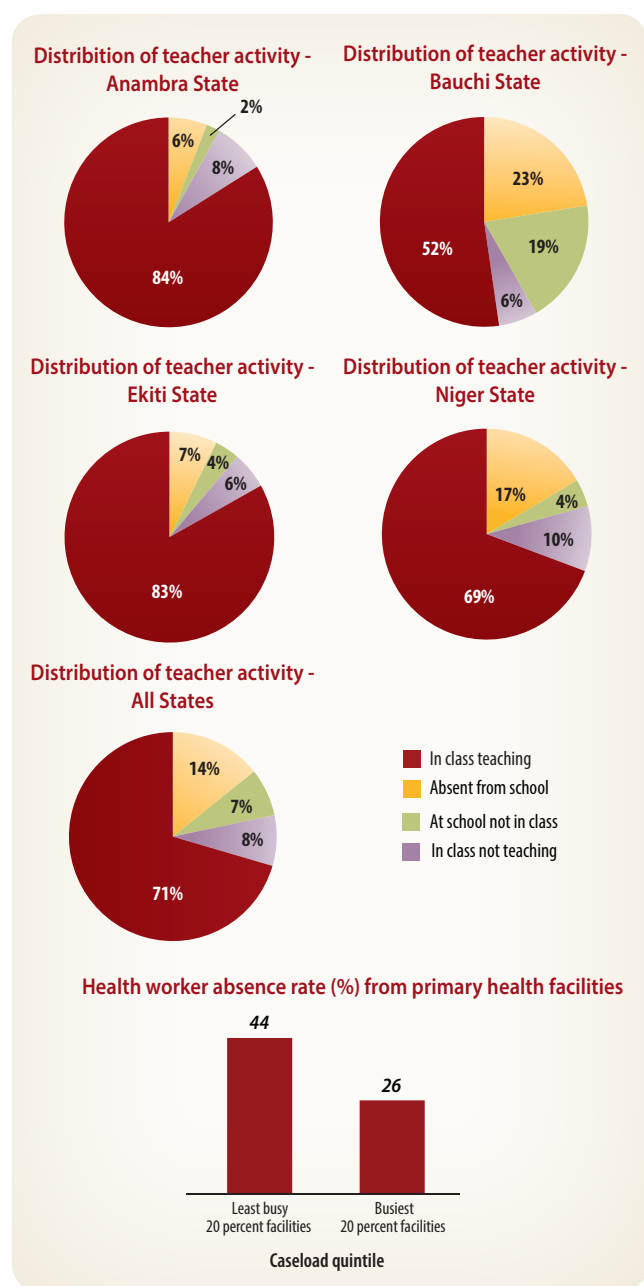 Distribition of teacher activity -
Anambra State
2%
6%
8%
84%
Distribution of teacher activity -
Bauchi State
23%
19%
52%
6%
Distribution of teacher activity -
Ekiti State
7%
4%
6%
83%
Distribution of teacher activity -
Niger State
17%
4%
10%
69%
Distribution of teacher activity -
All States
14%
7%
8%
71%
In class teaching
Absent from school
At school not in class
In class not teaching
Health worker absence rate (%) from primary health facilities
44
26
Least busy
20 percent facilities
Busiest
20 percent facilities
Caseload quintile